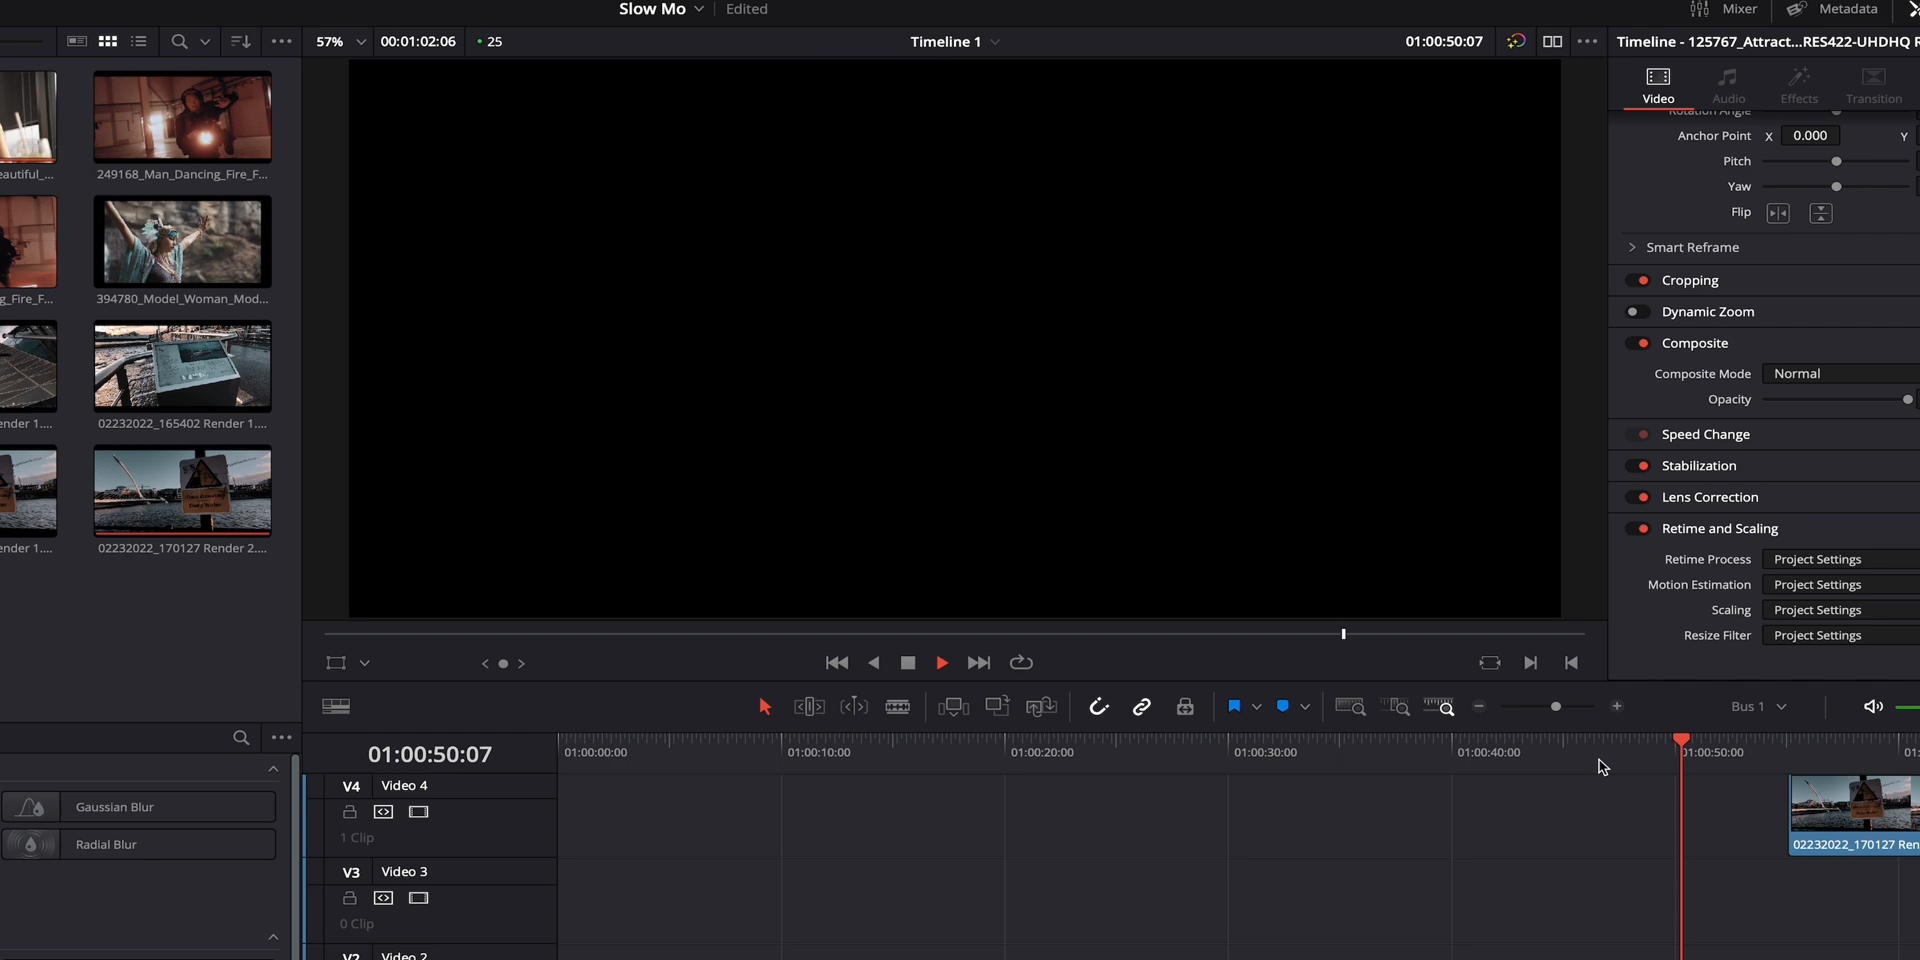 Slow Mo
Edited
Mixer
Metadata
57%
00:01:02:06
25
Timeline 1
01:00:50:07
Timeline - 125767_Attract...RES422-UHDHQ
Video
Audio
Effects
Transition
Rotation Angle
Anchor Point X 0.000 Y
Pitch
Yaw
Flip
Smart Reframe
Cropping
Dynamic Zoom
Composite
Composite Mode Normal
Opacity
Speed Change
Stabilization
Lens Correction
Retime and Scaling
Retime Process Project Settings
Motion Estimation Project Settings
Scaling Project Settings
Resize Filter Project Settings
eautiful_...
249168_Man_Dancing_Fire_F...
g_Fire_F...
394780_Model_Woman_Mod...
ender 1....
02232022_165402 Render 1....
ender 1....
02232022_170127 Render 2....
Bus 1
01:00:50:07
01:00:00:00
01:00:10:00
01:00:20:00
01:00:30:00
01:00:40:00
01:00:50:00
01:
Gaussian Blur
Radial Blur
V4 Video 4
1 Clip
02232022_170127 Ren
V3 Video 3
0 Clip
V2 Video 2